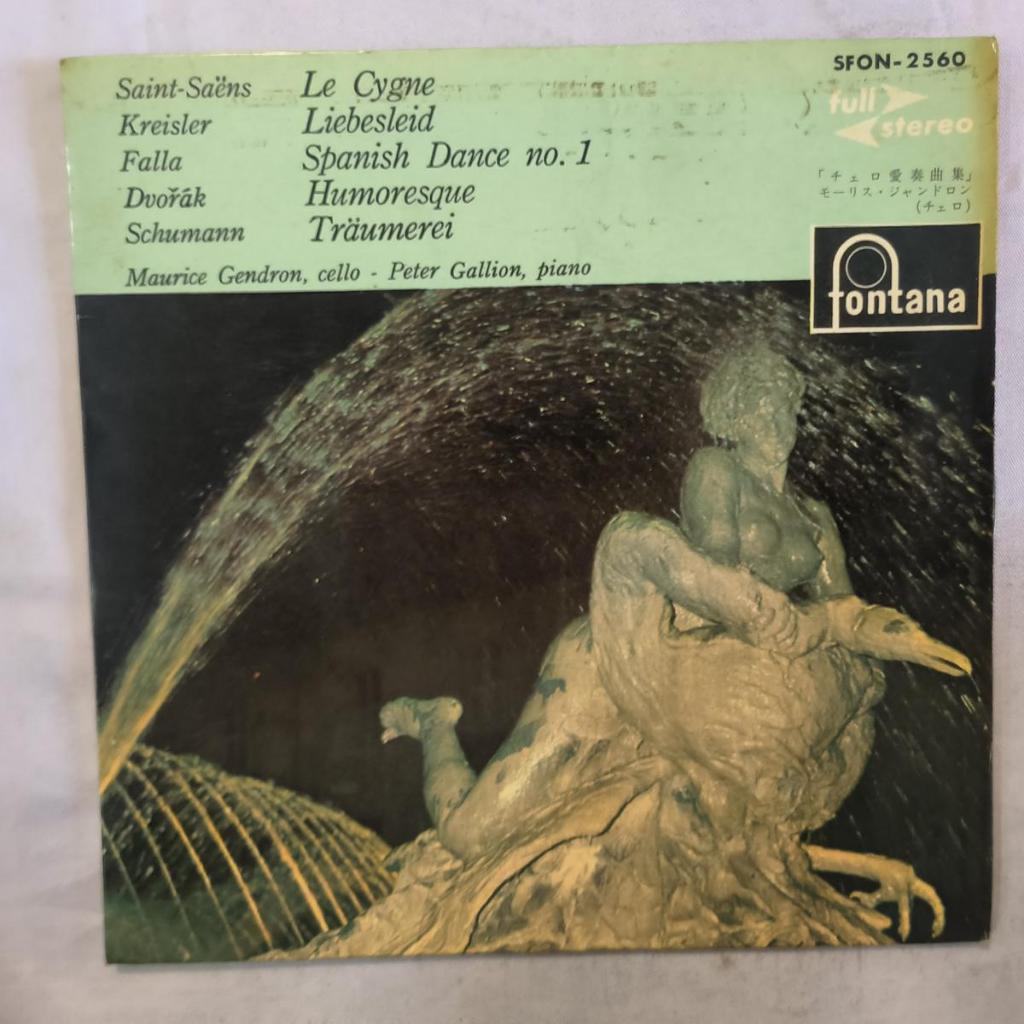 SFON-2560
full
stereo
Saint-Saëns Le Cygne
Kreisler Liebesleid
Falla Spanish Dance no. 1
Dvořák Humoresque
Schumann Träumerei
Maurice Gendron, cello - Peter Gallion, piano
「チェロ愛奏曲集」
モーリス・ジャンドロン
(チェロ)
fontana